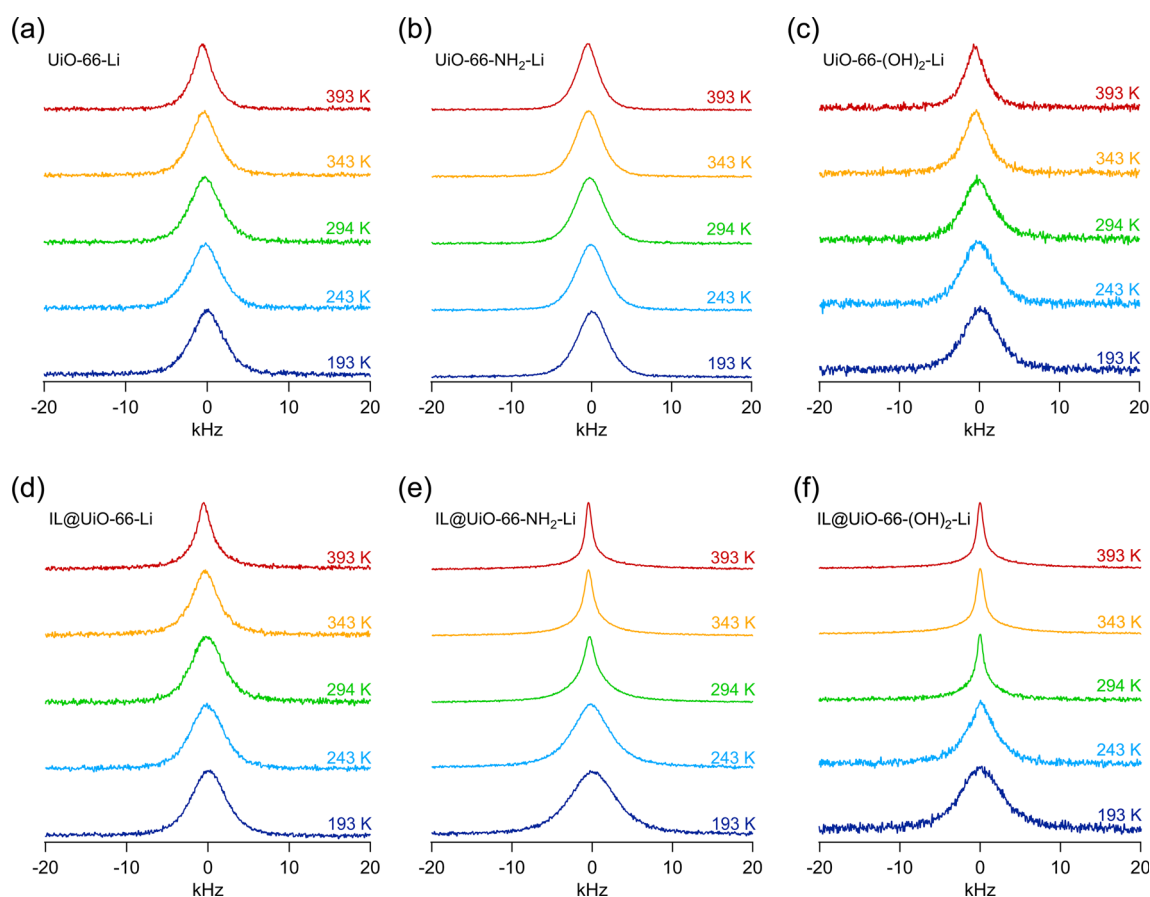 (a)
UiO-66-Li
393 K
343 K
294 K
243 K
193 K
-20 -10 0 10 20
kHz
(b)
UiO-66-NH₂-Li
393 K
343 K
294 K
243 K
193 K
-20 -10 0 10 20
kHz
(c)
UiO-66-(OH)₂-Li
393 K
343 K
294 K
243 K
193 K
-20 -10 0 10 20
kHz
(d)
IL@UiO-66-Li
393 K
343 K
294 K
243 K
193 K
-20 -10 0 10 20
kHz
(e)
IL@UiO-66-NH₂-Li
393 K
343 K
294 K
243 K
193 K
-20 -10 0 10 20
kHz
(f)
IL@UiO-66-(OH)₂-Li
393 K
343 K
294 K
243 K
193 K
-20 -10 0 10 20
kHz